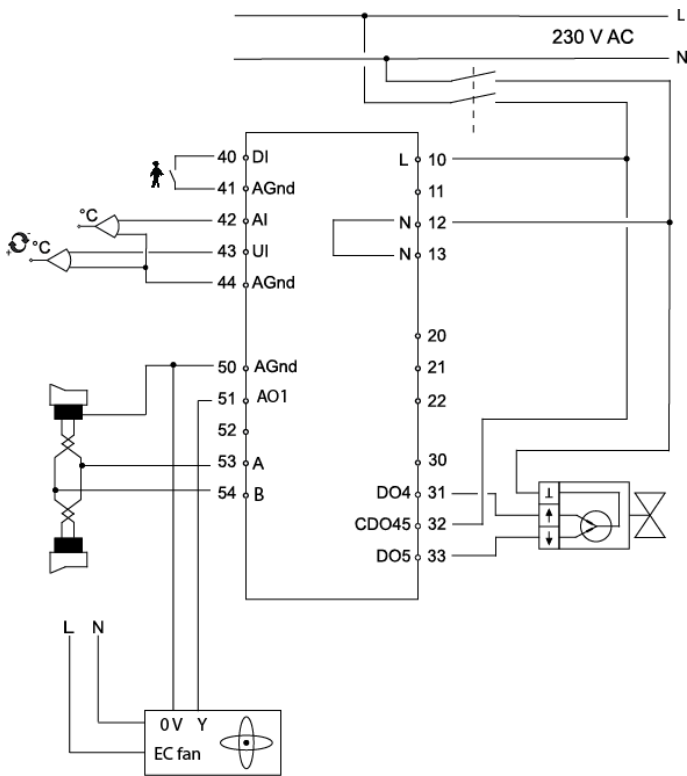 L
230 V AC
N
40 DI
L 10
41 AGnd
11
°C
42 AI
N 12
°C
43 UI
N 13
44 AGnd
20
50 AGnd
21
51 AO1
22
52
30
53 A
DO4 31
54 B
CDO45 32
DO5 33
L N
0 V Y
EC fan